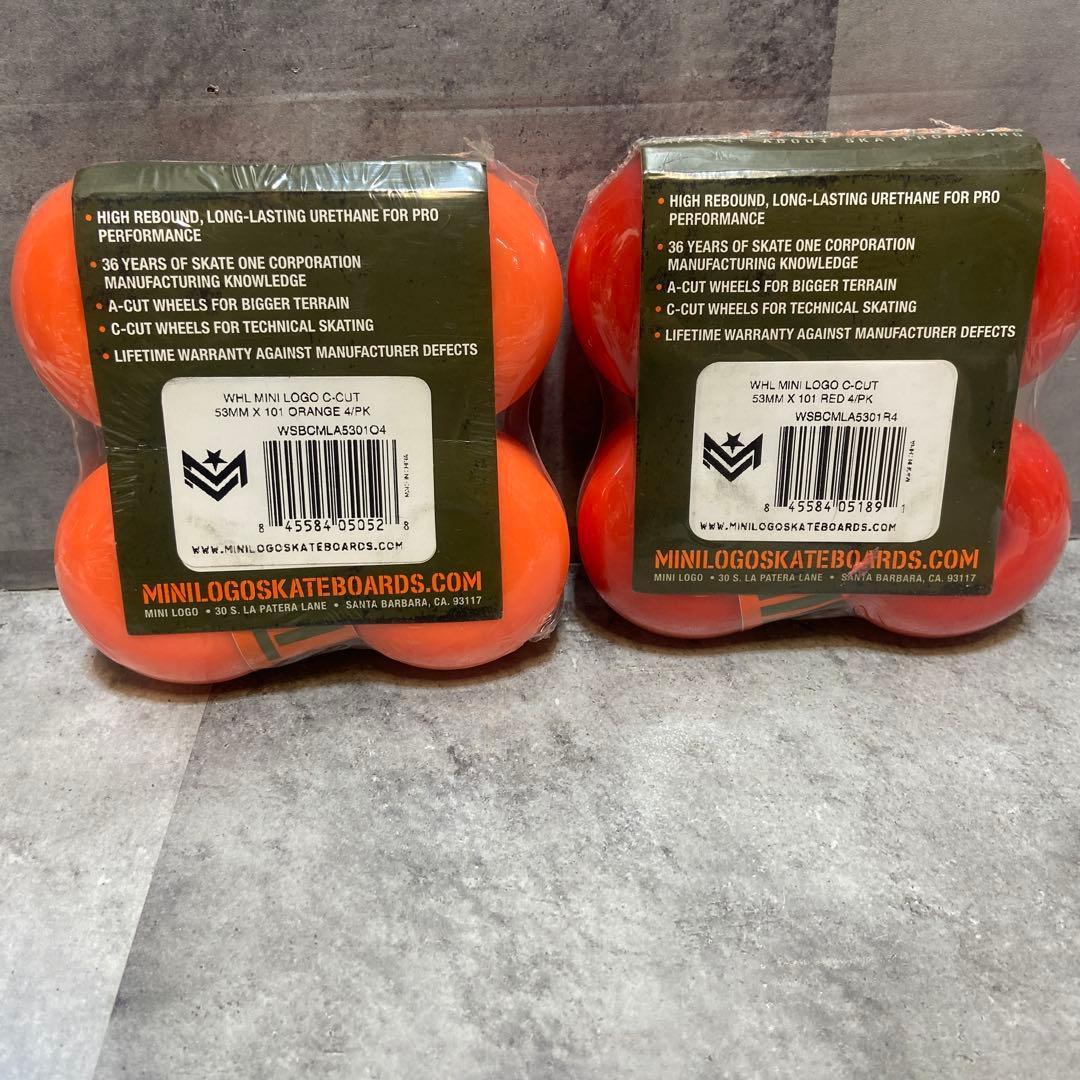 • HIGH REBOUND, LONG-LASTING URETHANE FOR PRO
PERFORMANCE
• 36 YEARS OF SKATE ONE CORPORATION
MANUFACTURING KNOWLEDGE
• A-CUT WHEELS FOR BIGGER TERRAIN
• C-CUT WHEELS FOR TECHNICAL SKATING
• LIFETIME WARRANTY AGAINST MANUFACTURER DEFECTS
WHL MINI LOGO C-CUT
53MM X 101 ORANGE 4/PK
WSBCMLA5301O4
8 45584 05052 8
WWW.MINILOGOSKATEBOARDS.COM
MINILOGOSKATEBOARDS.COM
MINI LOGO • 30 S. LA PATERA LANE • SANTA BARBARA, CA. 93117
ABOUT SKATEBOARDING
• HIGH REBOUND, LONG-LASTING URETHANE FOR PRO
PERFORMANCE
• 36 YEARS OF SKATE ONE CORPORATION
MANUFACTURING KNOWLEDGE
• A-CUT WHEELS FOR BIGGER TERRAIN
• C-CUT WHEELS FOR TECHNICAL SKATING
• LIFETIME WARRANTY AGAINST MANUFACTURER DEFECTS
WHL MINI LOGO C-CUT
53MM X 101 RED 4/PK
WSBCMLA5301R4
8 45584 05189 1
WWW.MINILOGOSKATEBOARDS.COM
MINILOGOSKATEBOARDS.COM
MINI LOGO • 30 S. LA PATERA LANE • SANTA BARBARA, CA. 93117